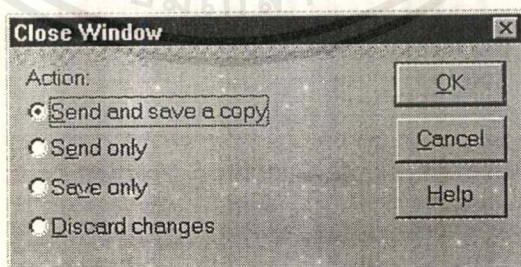 Close Window
Action:
Send and save a copy
Send only
Save only
Discard changes
OK
Cancel
Help